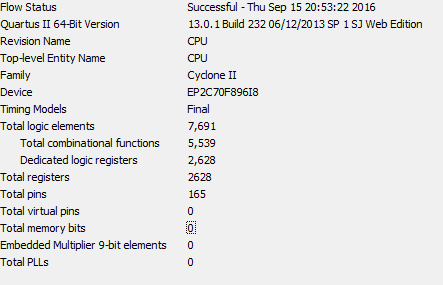 Flow Status Successful - Thu Sep 15 20:53:22 2016
Quartus II 64-Bit Version 13.0.1 Build 232 06/12/2013 SP 1 SJ Web Edition
Revision Name CPU
Top-level Entity Name CPU
Family Cyclone II
Device EP2C70F896I8
Timing Models Final
Total logic elements 7,691
Total combinational functions 5,539
Dedicated logic registers 2,628
Total registers 2628
Total pins 165
Total virtual pins 0
Total memory bits 0
Embedded Multiplier 9-bit elements 0
Total PLLs 0